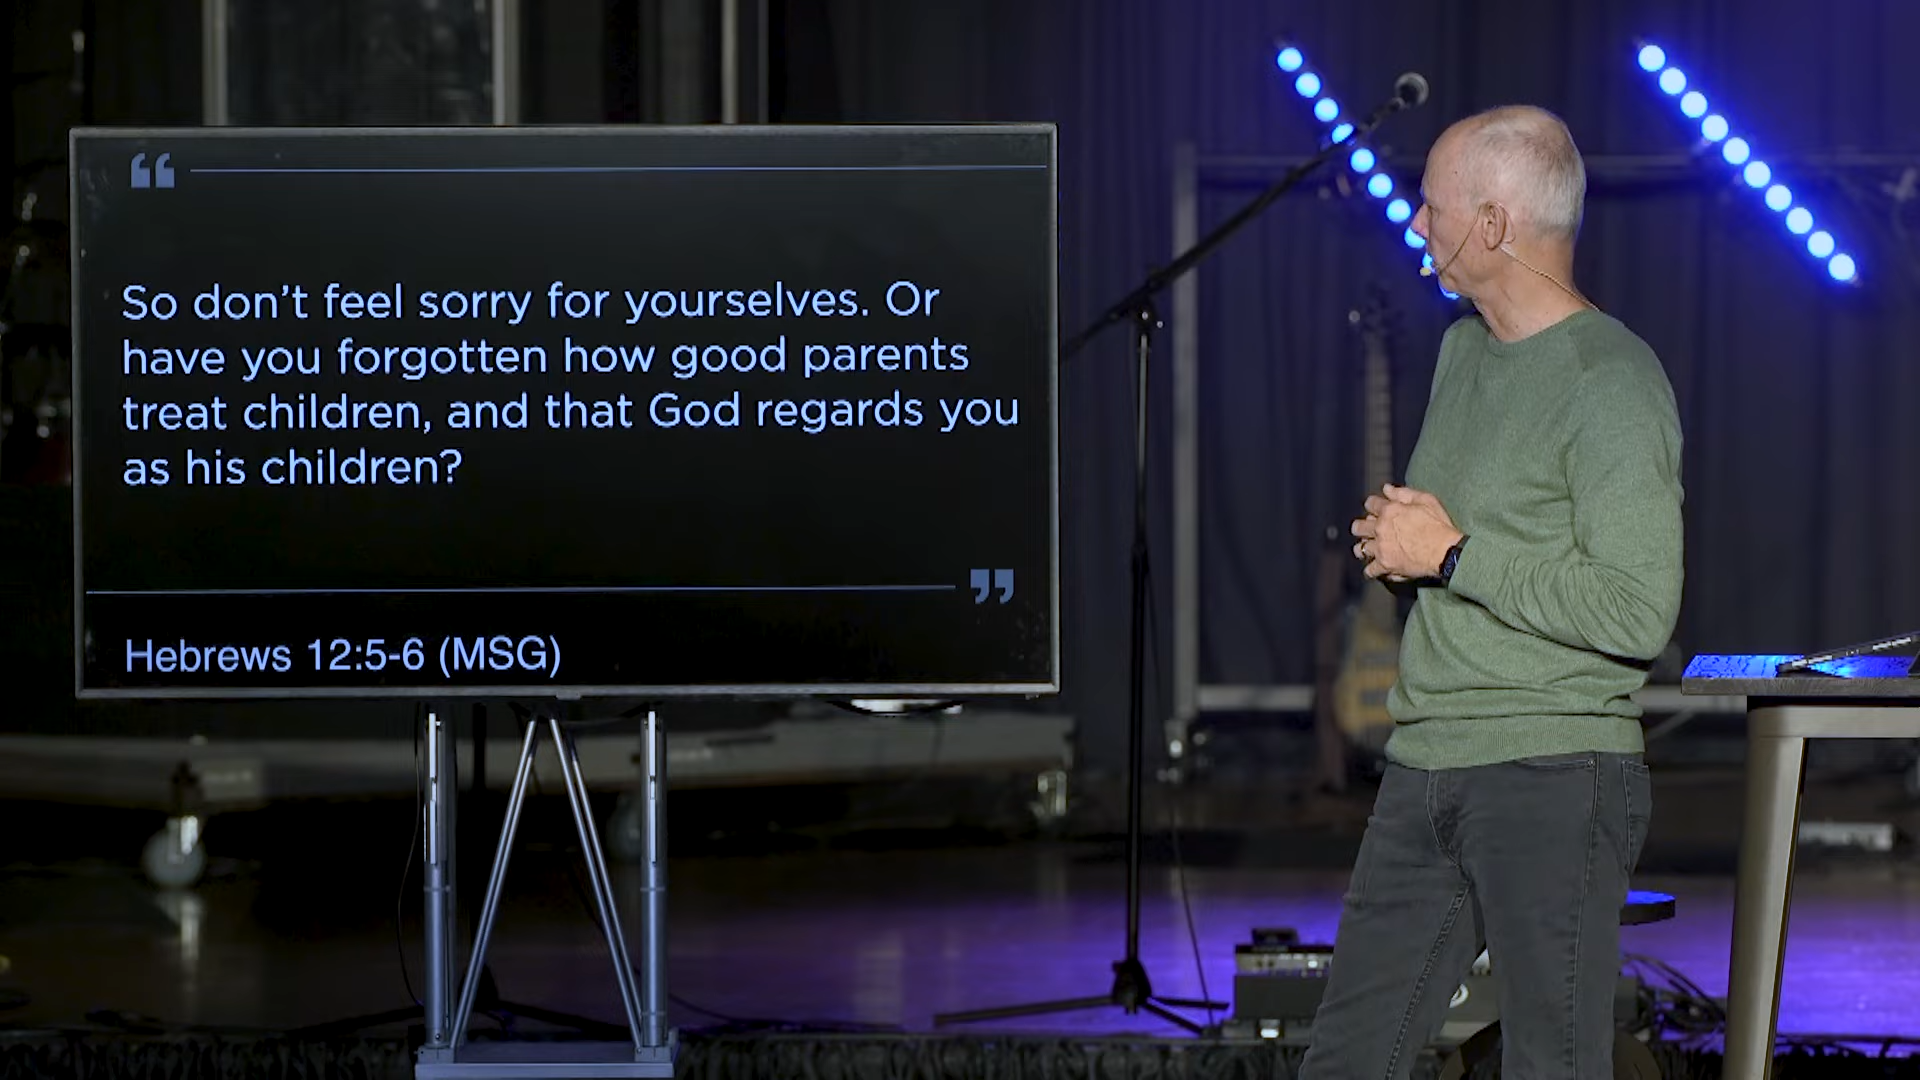 “
So don’t feel sorry for yourselves. Or
have you forgotten how good parents
treat children, and that God regards you
as his children?
”
Hebrews 12:5-6 (MSG)